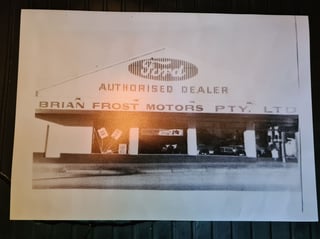 Ford
AUTHORISED DEALER
BRIAN FROST MOTORS PTY. LTD